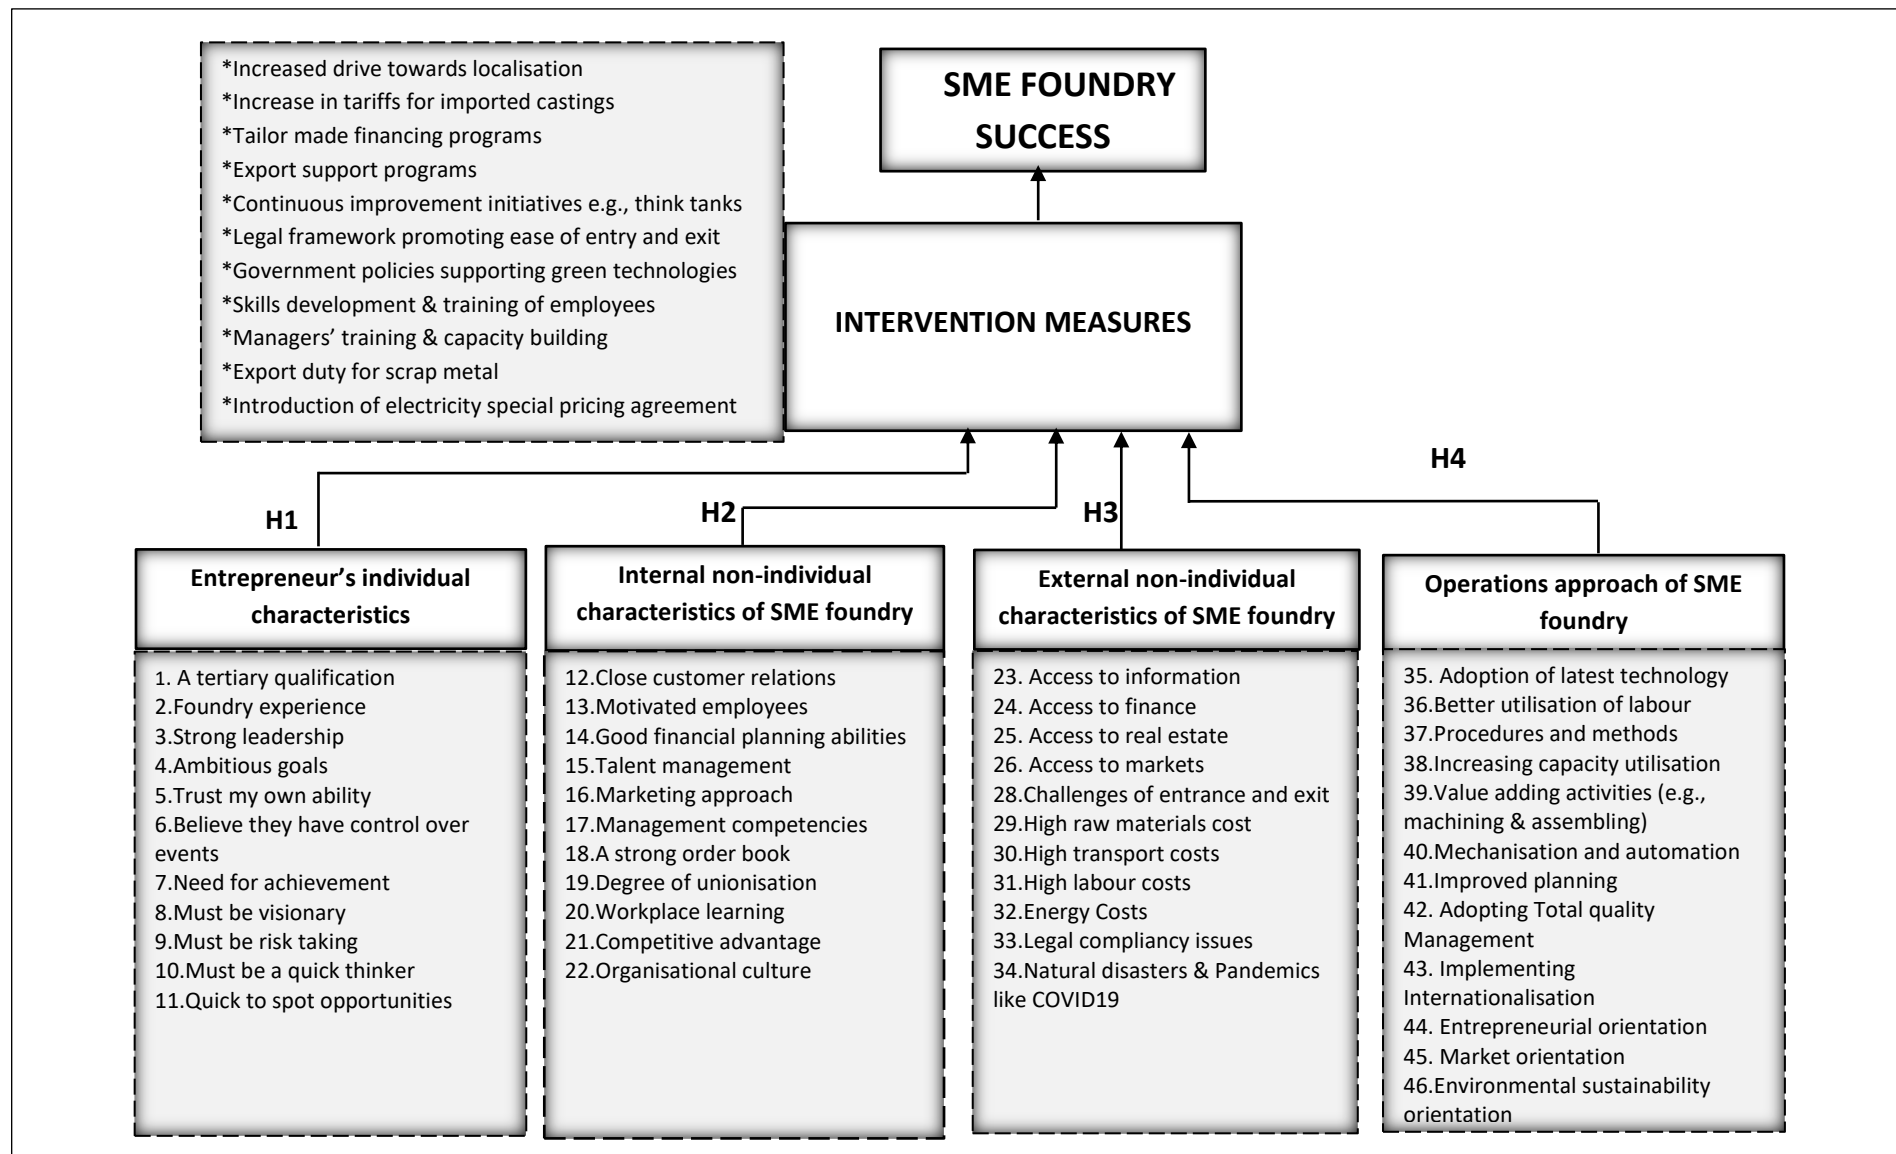 *Increased drive towards localisation
*Increase in tariffs for imported castings
*Tailor made financing programs
*Export support programs
*Continuous improvement initiatives e.g., think tanks
*Legal framework promoting ease of entry and exit
*Government policies supporting green technologies
*Skills development & training of employees
*Managers' training & capacity building
*Export duty for scrap metal
*Introduction of electricity special pricing agreement
SME FOUNDRY
SUCCESS
INTERVENTION MEASURES
H1
H2
H3
H4
Entrepreneur's individual
characteristics
1. A tertiary qualification
2.Foundry experience
3.Strong leadership
4.Ambitious goals
5.Trust my own ability
6.Believe they have control over
events
7.Need for achievement
8.Must be visionary
9.Must be risk taking
10.Must be a quick thinker
11.Quick to spot opportunities
Internal non-individual
characteristics of SME foundry
12.Close customer relations
13.Motivated employees
14.Good financial planning abilities
15.Talent management
16.Marketing approach
17.Management competencies
18.A strong order book
19.Degree of unionisation
20.Workplace learning
21.Competitive advantage
22.Organisational culture
External non-individual
characteristics of SME foundry
23. Access to information
24. Access to finance
25. Access to real estate
26. Access to markets
28.Challenges of entrance and exit
29.High raw materials cost
30.High transport costs
31.High labour costs
32.Energy Costs
33.Legal compliancy issues
34.Natural disasters & Pandemics
like COVID19
Operations approach of SME
foundry
35. Adoption of latest technology
36.Better utilisation of labour
37.Procedures and methods
38.Increasing capacity utilisation
39.Value adding activities (e.g.,
machining & assembling)
40.Mechanisation and automation
41.Improved planning
42. Adopting Total quality
Management
43. Implementing
Internationalisation
44. Entrepreneurial orientation
45. Market orientation
46.Environmental sustainability
orientation